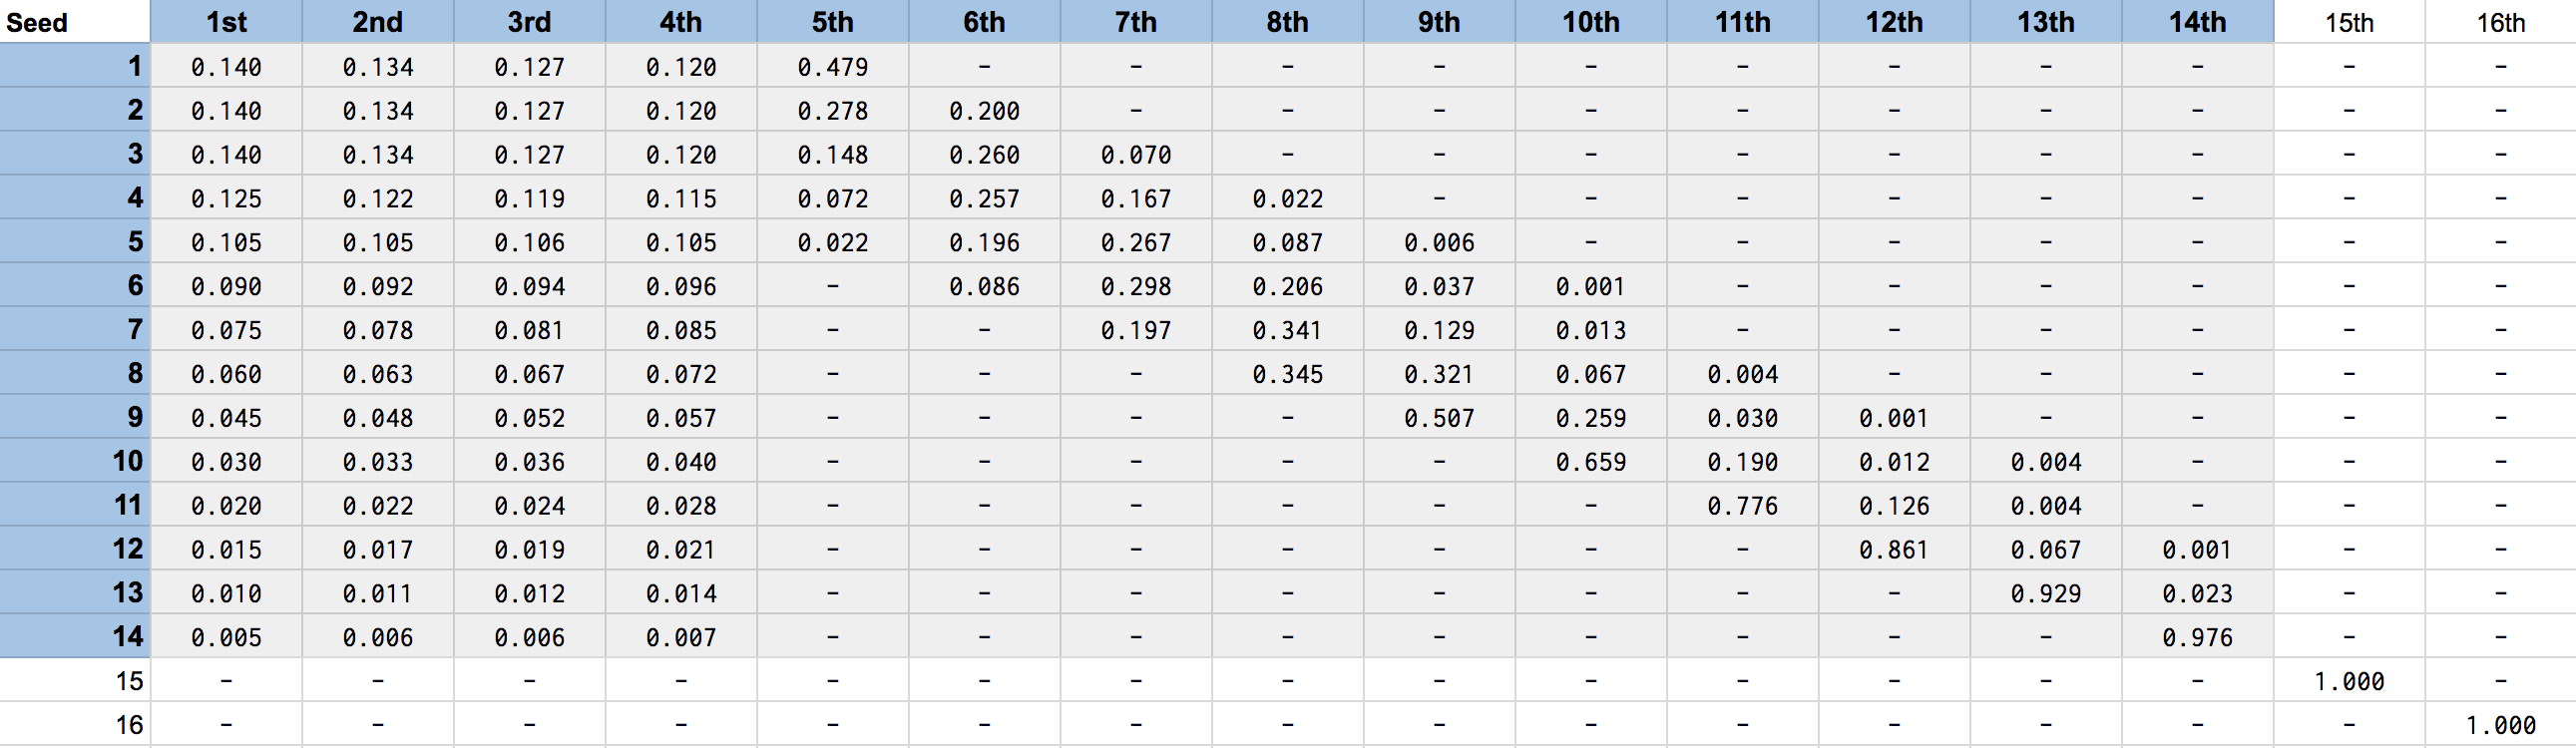 Seed 1st 2nd 3rd 4th 5th 6th 7th 8th 9th 10th 11th 12th 13th 14th 15th 16th
1 0.140 0.134 0.127 0.120 0.479 - - - - - - - - - - -
2 0.140 0.134 0.127 0.120 0.278 0.200 - - - - - - - - - -
3 0.140 0.134 0.127 0.120 0.148 0.260 0.070 - - - - - - - - -
4 0.125 0.122 0.119 0.115 0.072 0.257 0.167 0.022 - - - - - - - -
5 0.105 0.105 0.106 0.105 0.022 0.196 0.267 0.087 0.006 - - - - - - -
6 0.090 0.092 0.094 0.096 - 0.086 0.298 0.206 0.037 0.001 - - - - - -
7 0.075 0.078 0.081 0.085 - - 0.197 0.341 0.129 0.013 - - - - - -
8 0.060 0.063 0.067 0.072 - - - 0.345 0.321 0.067 0.004 - - - - -
9 0.045 0.048 0.052 0.057 - - - - 0.507 0.259 0.030 0.001 - - - -
10 0.030 0.033 0.036 0.040 - - - - - 0.659 0.190 0.012 0.004 - - -
11 0.020 0.022 0.024 0.028 - - - - - - 0.776 0.126 0.004 - - -
12 0.015 0.017 0.019 0.021 - - - - - - - 0.861 0.067 0.001 - -
13 0.010 0.011 0.012 0.014 - - - - - - - - 0.929 0.023 - -
14 0.005 0.006 0.006 0.007 - - - - - - - - - 0.976 - -
15 - - - - - - - - - - - - - - 1.000 -
16 - - - - - - - - - - - - - - - 1.000